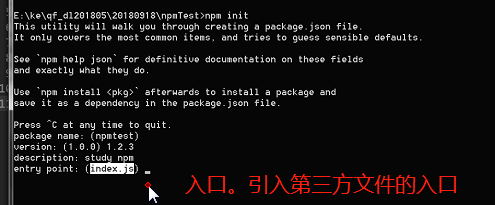 E:\ke\qf_dl201805\20180918\npmTest>npm init
This utility will walk you through creating a package.json file.
It only covers the most common items, and tries to guess sensible defaults.
See `npm help json` for definitive documentation on these fields
and exactly what they do.
Use `npm install <pkg>` afterwards to install a package and
save it as a dependency in the package.json file.
Press ^C at any time to quit.
package name: (npmtest)
version: (1.0.0) 1.2.3
description: study npm
entry point: (index.js) _
入口。引入第三方文件的入口